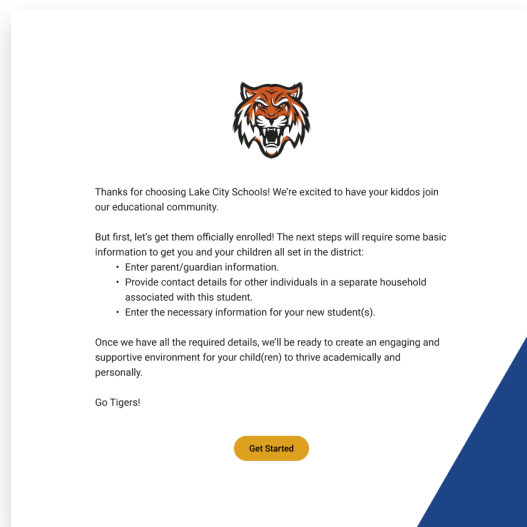 Thanks for choosing Lake City Schools! We're excited to have your kiddos join
our educational community.
But first, let's get them officially enrolled! The next steps will require some basic
information to get you and your children all set in the district:
• Enter parent/guardian information.
• Provide contact details for other individuals in a separate household
associated with this student.
• Enter the necessary information for your new student(s).
Once we have all the required details, we'll be ready to create an engaging and
supportive environment for your child(ren) to thrive academically and
personally.
Go Tigers!
Get Started